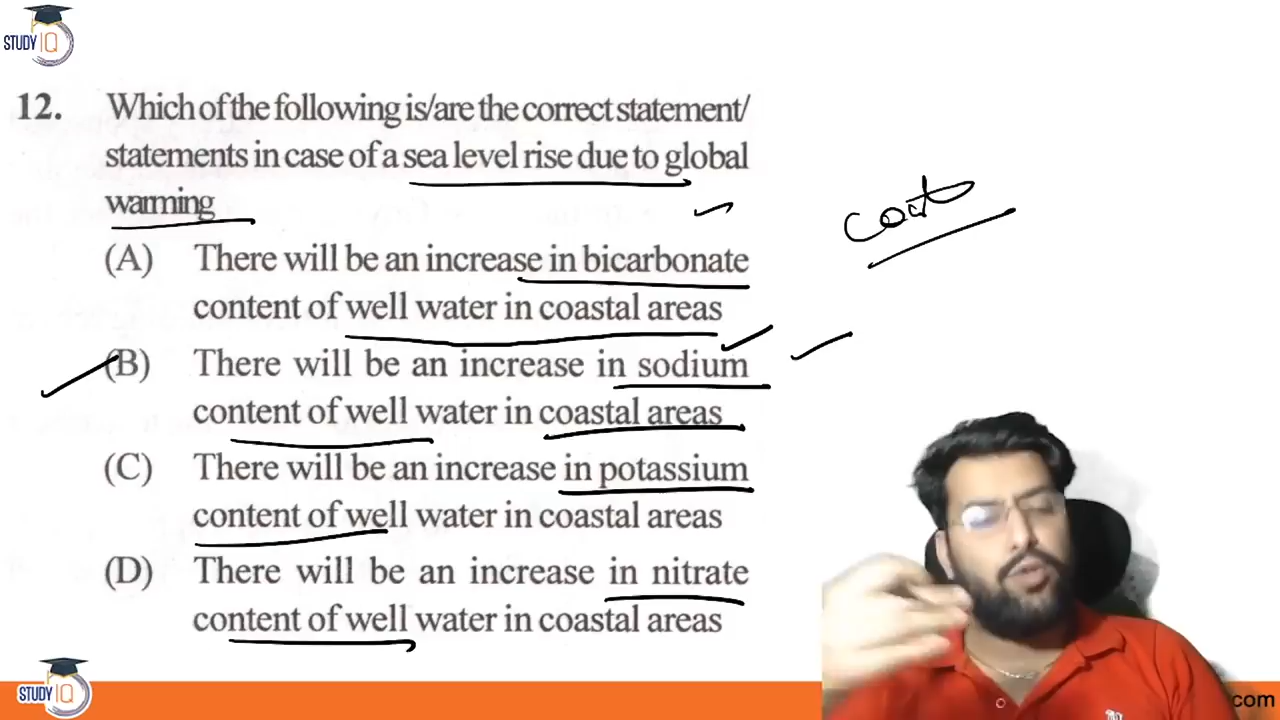 STUDY IQ
12. Which of the following is/are the correct statement/
statements in case of a sea level rise due to global
warming
(A) There will be an increase in bicarbonate
content of well water in coastal areas
(B) There will be an increase in sodium
content of well water in coastal areas
(C) There will be an increase in potassium
content of well water in coastal areas
(D) There will be an increase in nitrate
content of well water in coastal areas
STUDY IQ
com